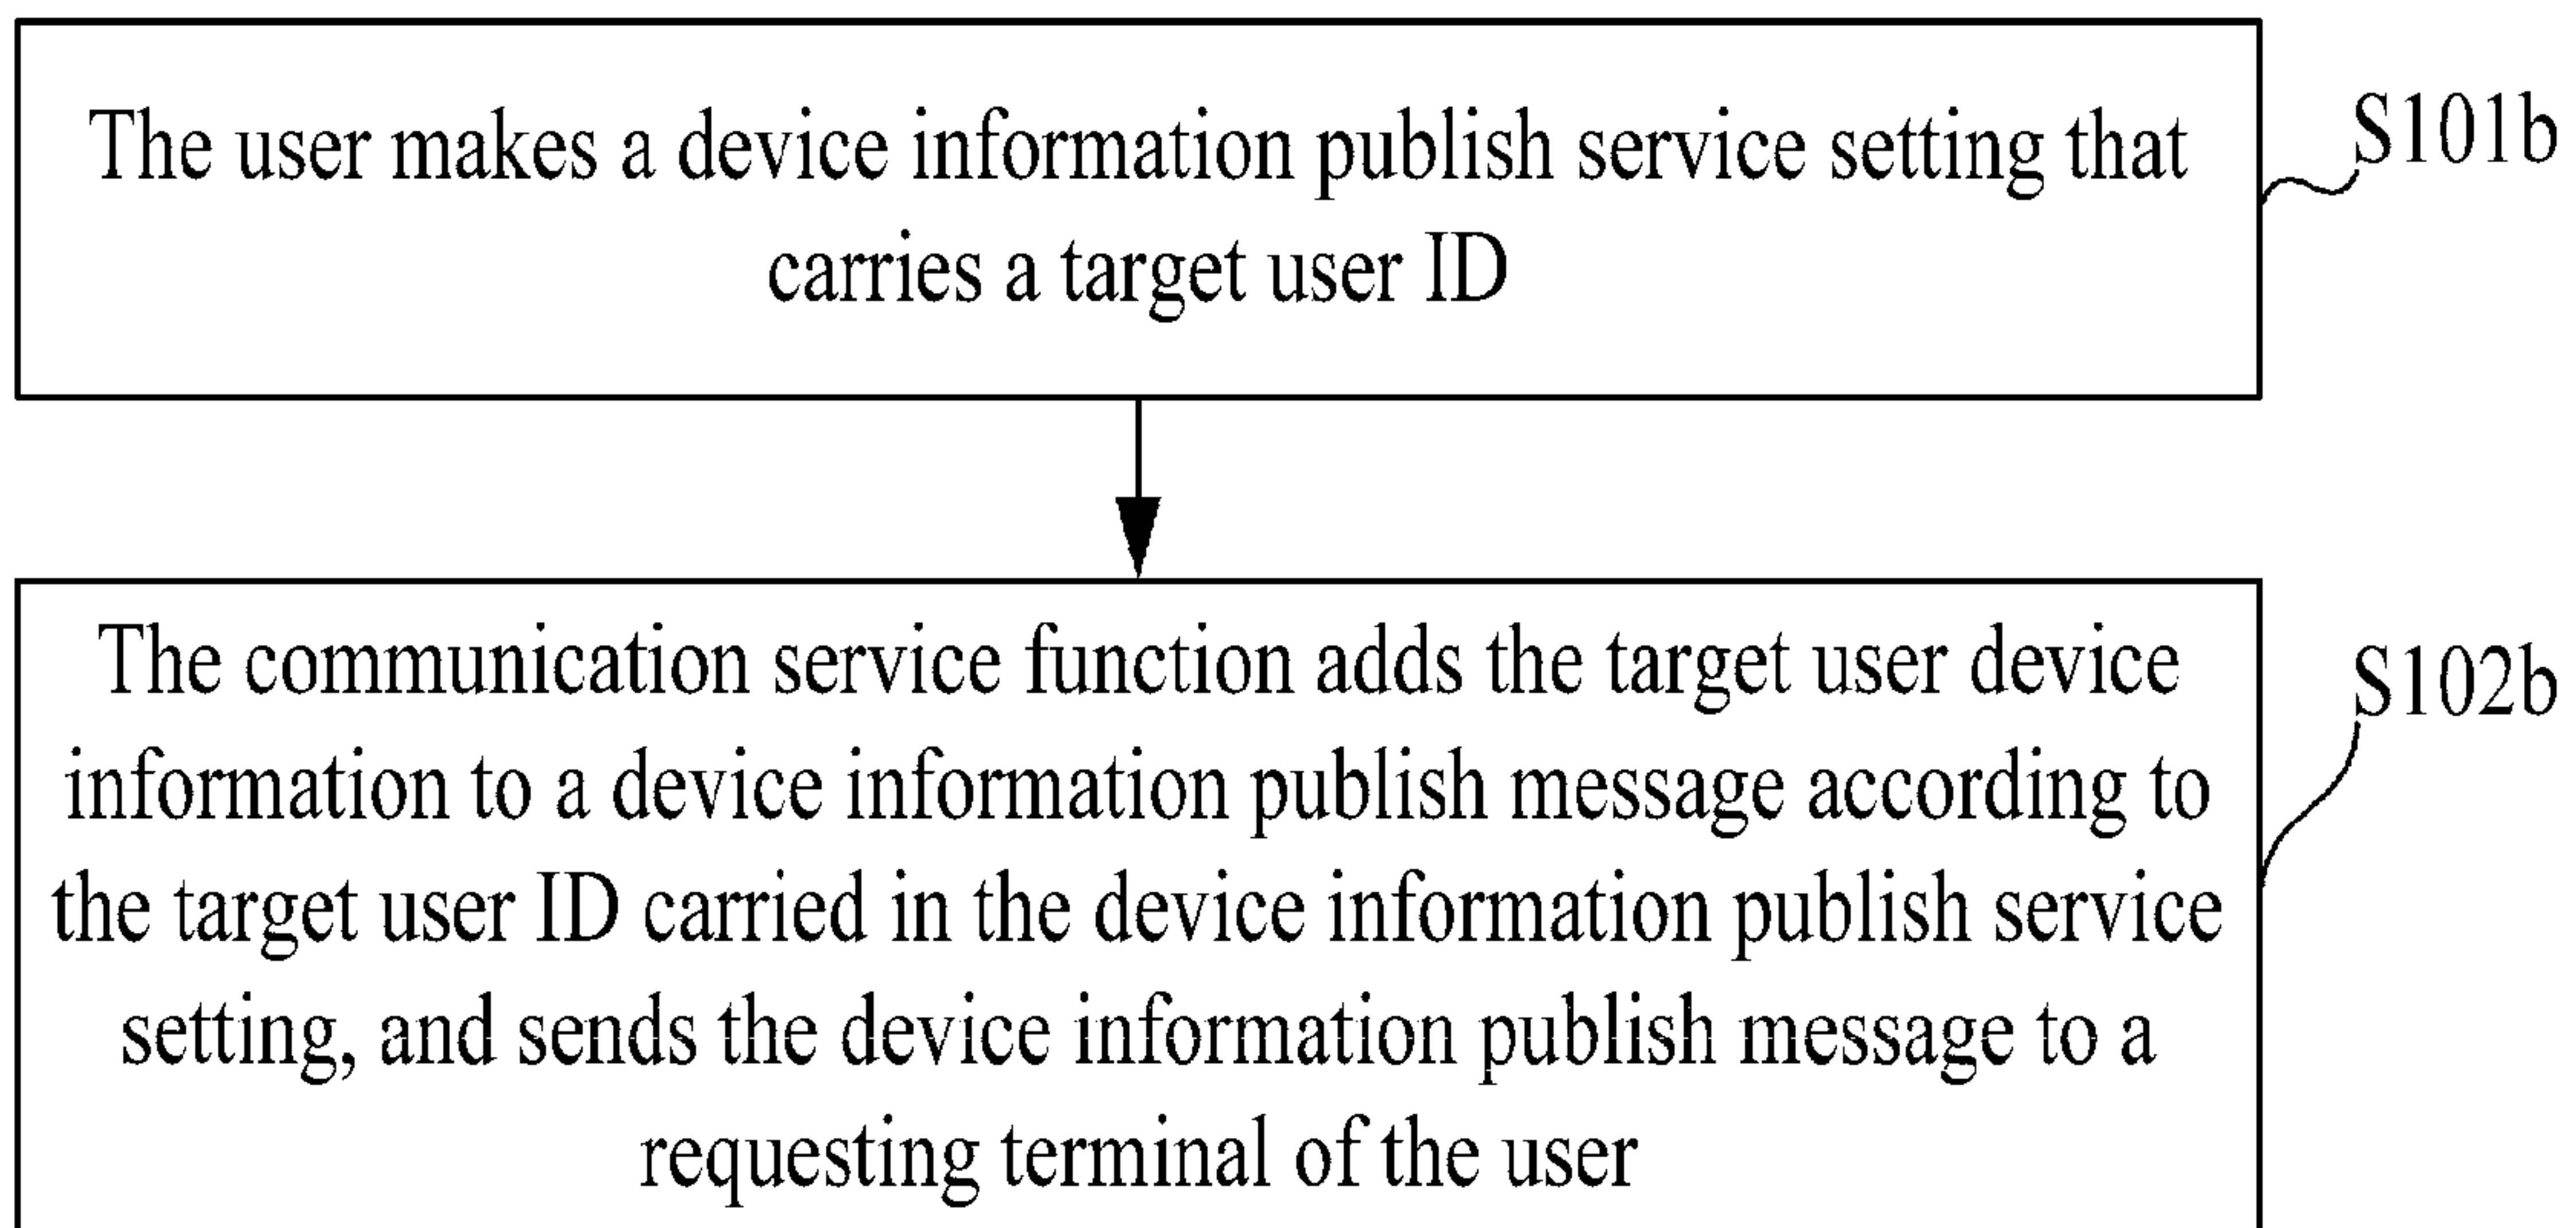 The user makes a device information publish service setting that
carries a target user ID
S101b
The communication service function adds the target user device
information to a device information publish message according to
the target user ID carried in the device information publish service
setting, and sends the device information publish message to a
requesting terminal of the user
S102b